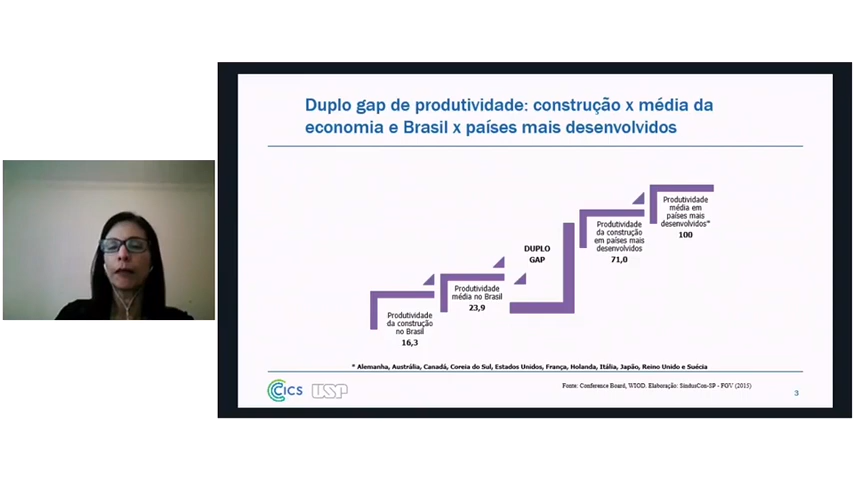 Duplo gap de produtividade: construção x média da
economia e Brasil x países mais desenvolvidos
Produtividade
da construção
no Brasil
16,3
Produtividade
média no Brasil
23,9
DUPLO
GAP
Produtividade
da construção
em países mais
desenvolvidos
71,0
Produtividade
média em
países mais
desenvolvidos*
100
* Alemanha, Austrália, Canadá, Coreia do Sul, Estados Unidos, França, Holanda, Itália, Japão, Reino Unido e Suécia
Fonte: Conference Board, WIOD. Elaboração: SindusCon-SP - FGV (2015)
CICS
USP
3